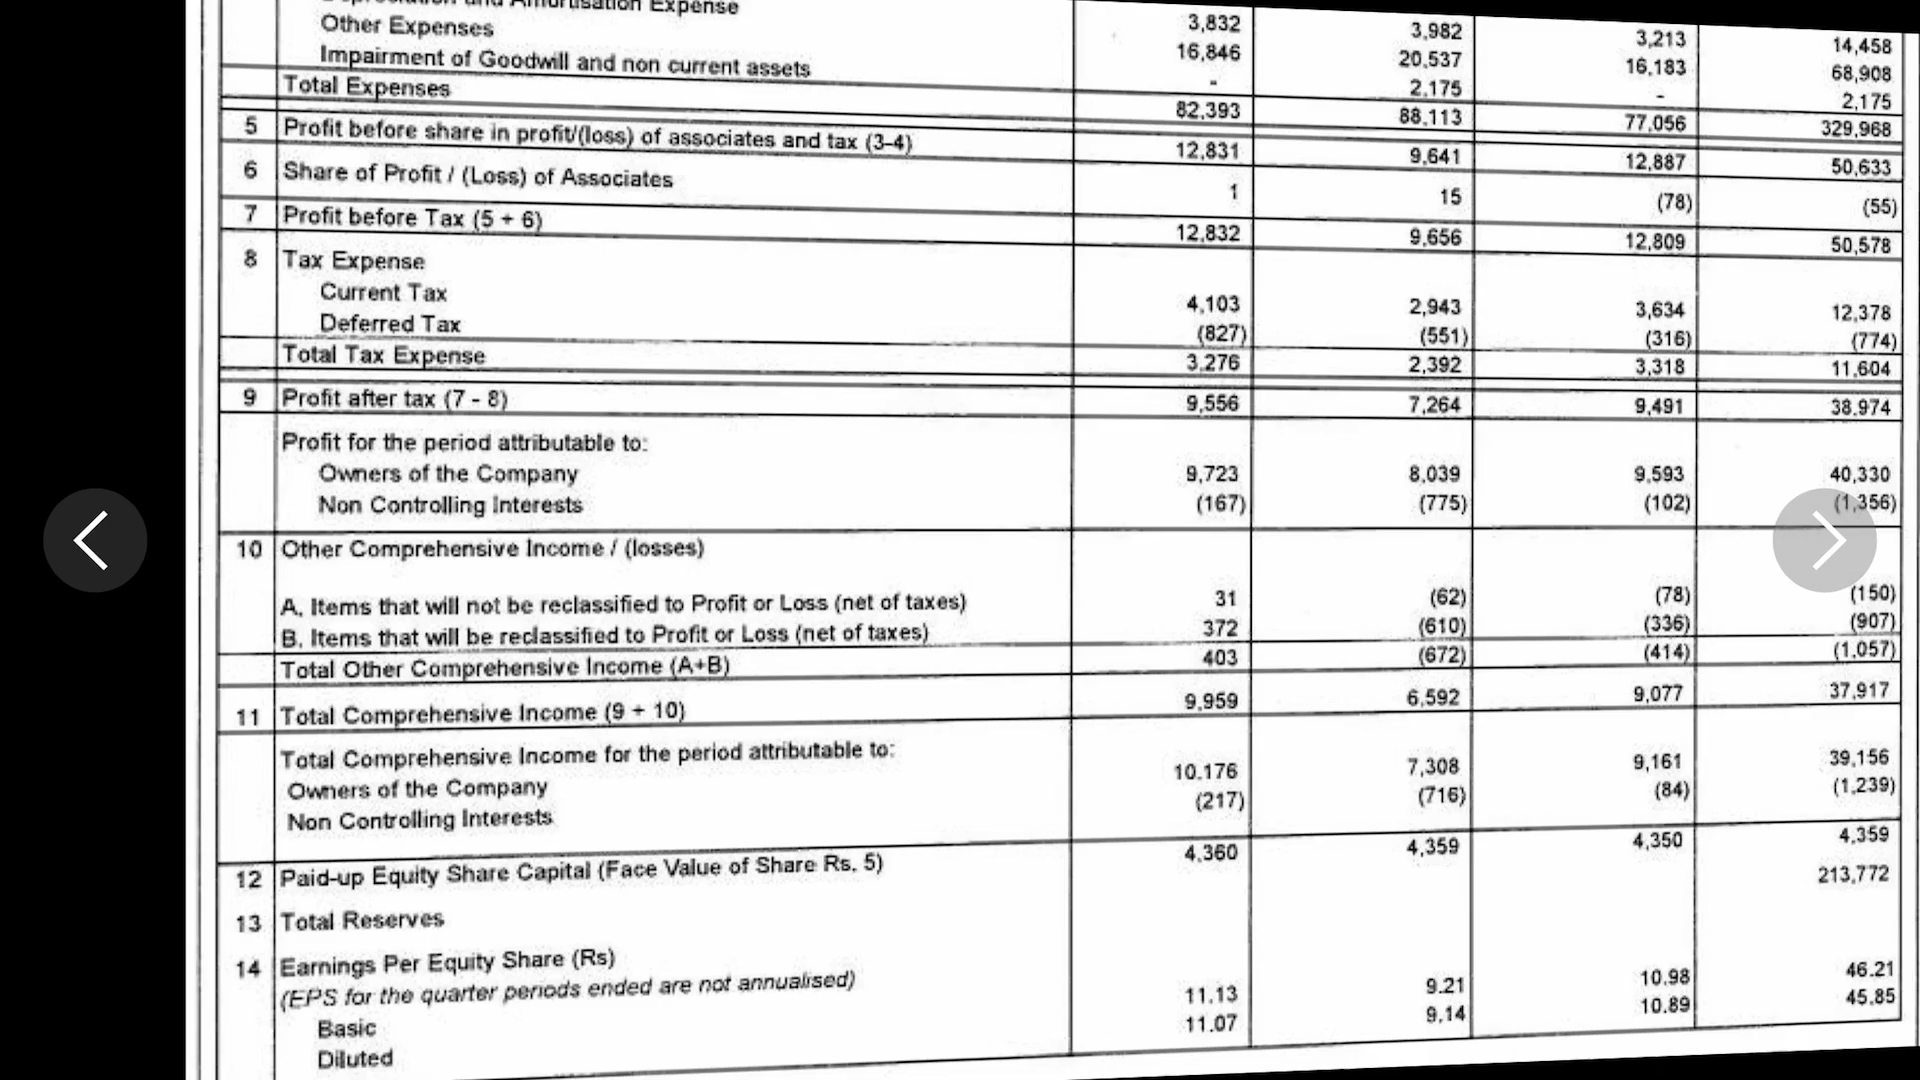 Depreciation and Amortisation Expense 3,832 3,982 3,213 14,458
Other Expenses 16,846 20,537 16,183 68,908
Impairment of Goodwill and non current assets - 2,175 - 2,175
Total Expenses 82,393 88,113 77,056 329,968
5 Profit before share in profit/(loss) of associates and tax (3-4) 12,831 9,641 12,887 50,633
6 Share of Profit / (Loss) of Associates 1 15 (78) (55)
7 Profit before Tax (5 + 6) 12,832 9,656 12,809 50,578
8 Tax Expense
Current Tax 4,103 2,943 3,634 12,378
Deferred Tax (827) (551) (316) (774)
Total Tax Expense 3,276 2,392 3,318 11,604
9 Profit after tax (7 - 8) 9,556 7,264 9,491 38,974
Profit for the period attributable to:
Owners of the Company 9,723 8,039 9,593 40,330
Non Controlling Interests (167) (775) (102) (1,356)
10 Other Comprehensive Income / (losses)
A. Items that will not be reclassified to Profit or Loss (net of taxes) 31 (62) (78) (150)
B. Items that will be reclassified to Profit or Loss (net of taxes) 372 (610) (336) (907)
Total Other Comprehensive Income (A+B) 403 (672) (414) (1,057)
11 Total Comprehensive Income (9 + 10) 9,959 6,592 9,077 37,917
Total Comprehensive Income for the period attributable to:
Owners of the Company 10,176 7,308 9,161 39,156
Non Controlling Interests (217) (716) (84) (1,239)
12 Paid-up Equity Share Capital (Face Value of Share Rs. 5) 4,360 4,359 4,350 4,359
13 Total Reserves 213,772
14 Earnings Per Equity Share (Rs)
(EPS for the quarter periods ended are not annualised)
Basic 11.13 9.21 10.98 46.21
Diluted 11.07 9.14 10.89 45.85